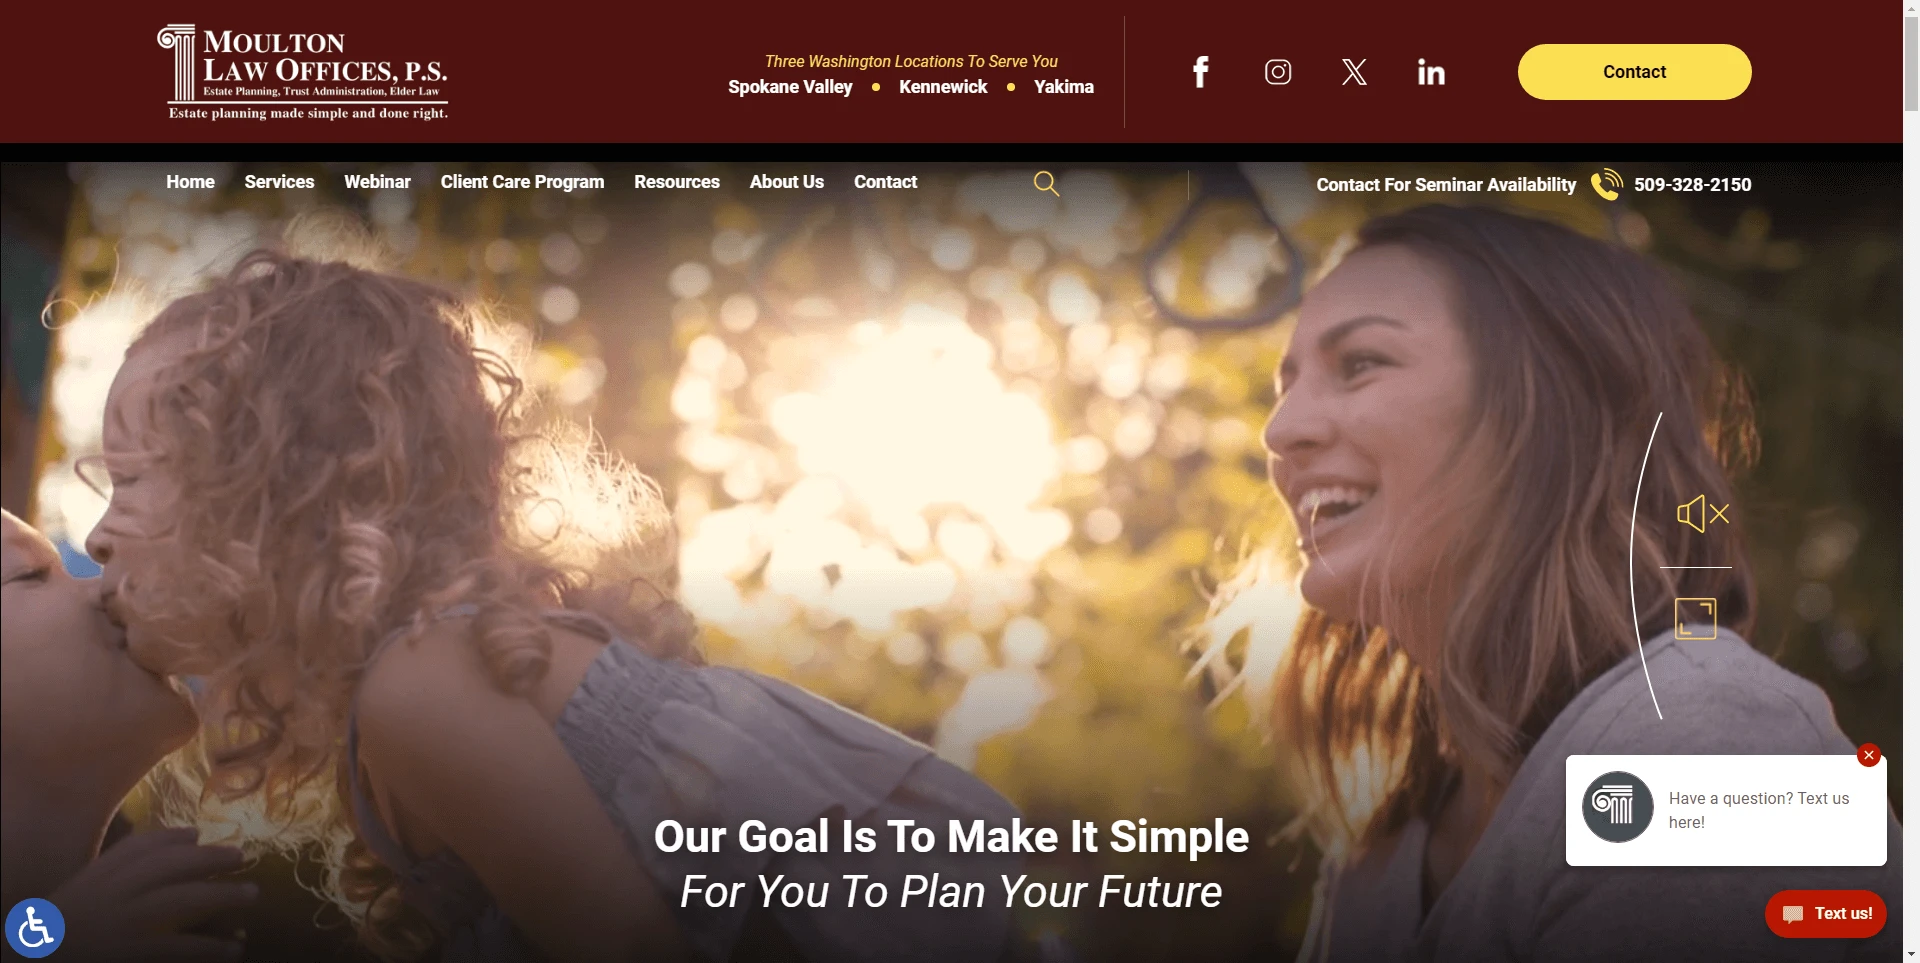 MOULTON
LAW OFFICES, P.S.
Estate Planning, Trust Administration, Elder Law
Estate planning made simple and done right.
Three Washington Locations To Serve You
Spokane Valley • Kennewick • Yakima
Contact
Home Services Webinar Client Care Program Resources About Us Contact
Contact For Seminar Availability 509-328-2150
Our Goal Is To Make It Simple
For You To Plan Your Future
Have a question? Text us
here!
Text us!